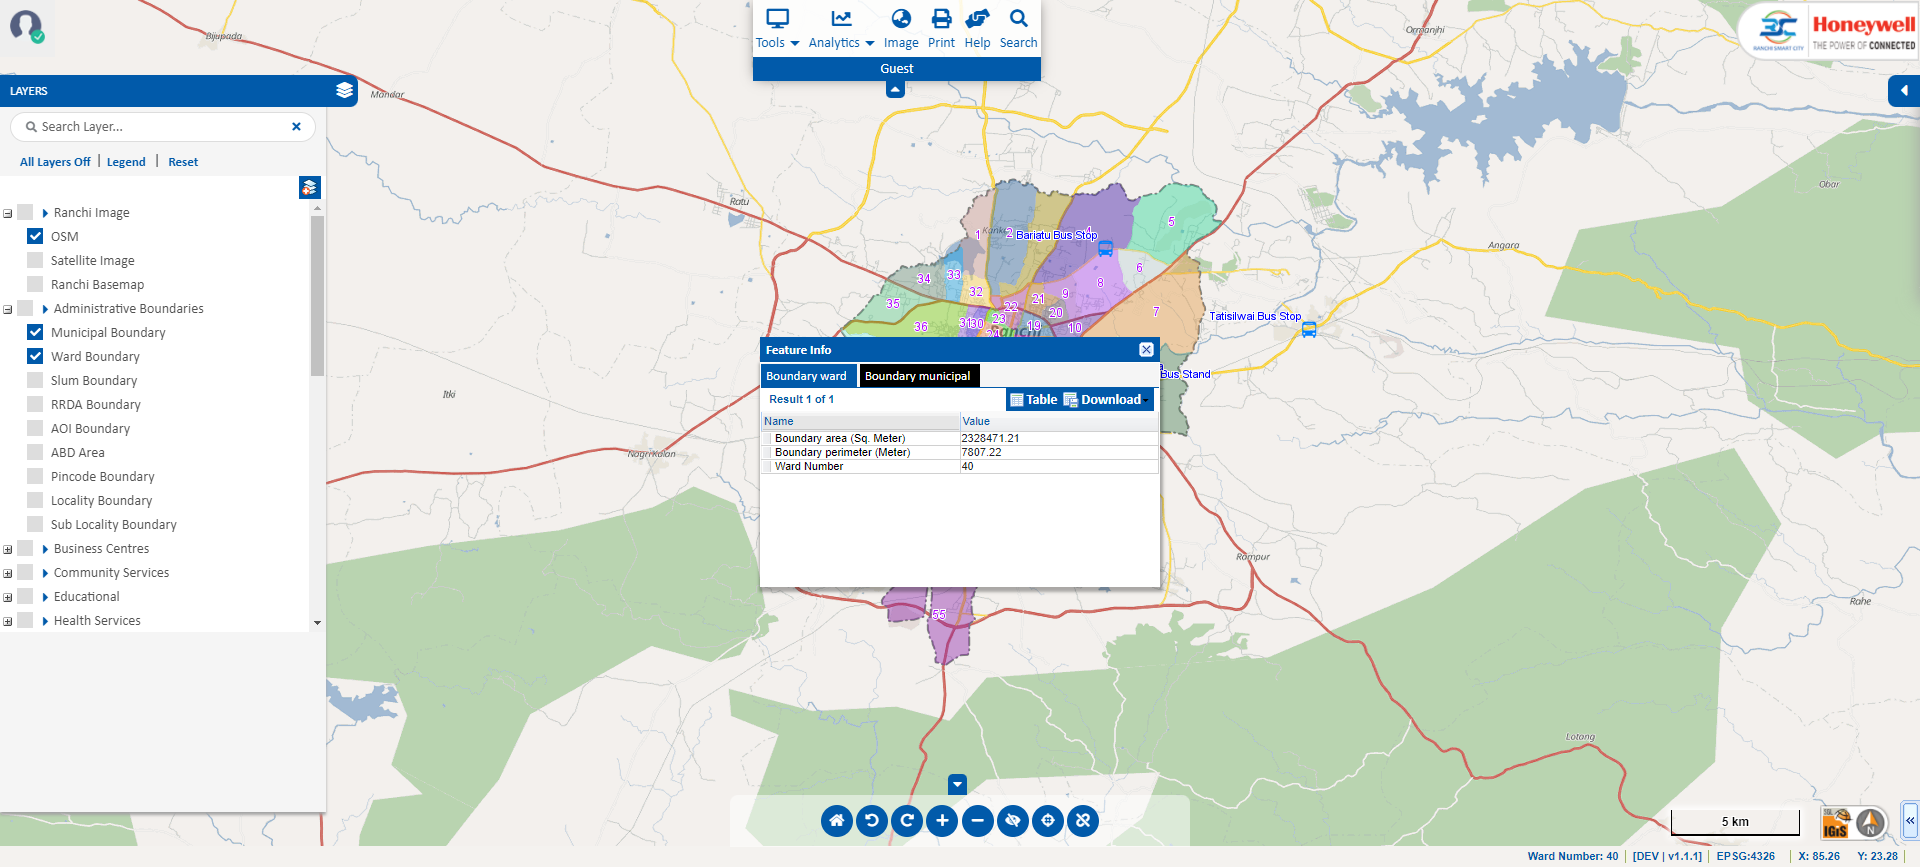 Tools
Analytics
Image
Print
Help
Search
Guest
RANCHI SMART CITY
Honeywell
THE POWER OF CONNECTED
LAYERS
Search Layer...
All Layers Off
Legend
Reset
Ranchi Image
OSM
Satellite Image
Ranchi Basemap
Administrative Boundaries
Municipal Boundary
Ward Boundary
Slum Boundary
RRDA Boundary
AOI Boundary
ABD Area
Pincode Boundary
Locality Boundary
Sub Locality Boundary
Business Centres
Community Services
Educational
Health Services
Bijupada
Mandar
Ratu
Itki
Nagri Kalan
Ormanjhi
Obar
Angara
Rampur
Rahe
Lotang
Bariatu Bus Stop
Tatisilwai Bus Stop
Bus Stand
1
2
5
6
7
8
9
10
19
20
21
22
23
30
31
32
33
34
35
36
55
Feature Info
Boundary ward
Boundary municipal
Result 1 of 1
Table
Download
Name Value
Boundary area (Sq. Meter) 2328471.21
Boundary perimeter (Meter) 7807.22
Ward Number 40
5 km
IGiS
N
Ward Number: 40
[DEV | v1.1.1]
EPSG:4326
X: 85.26
Y: 23.28